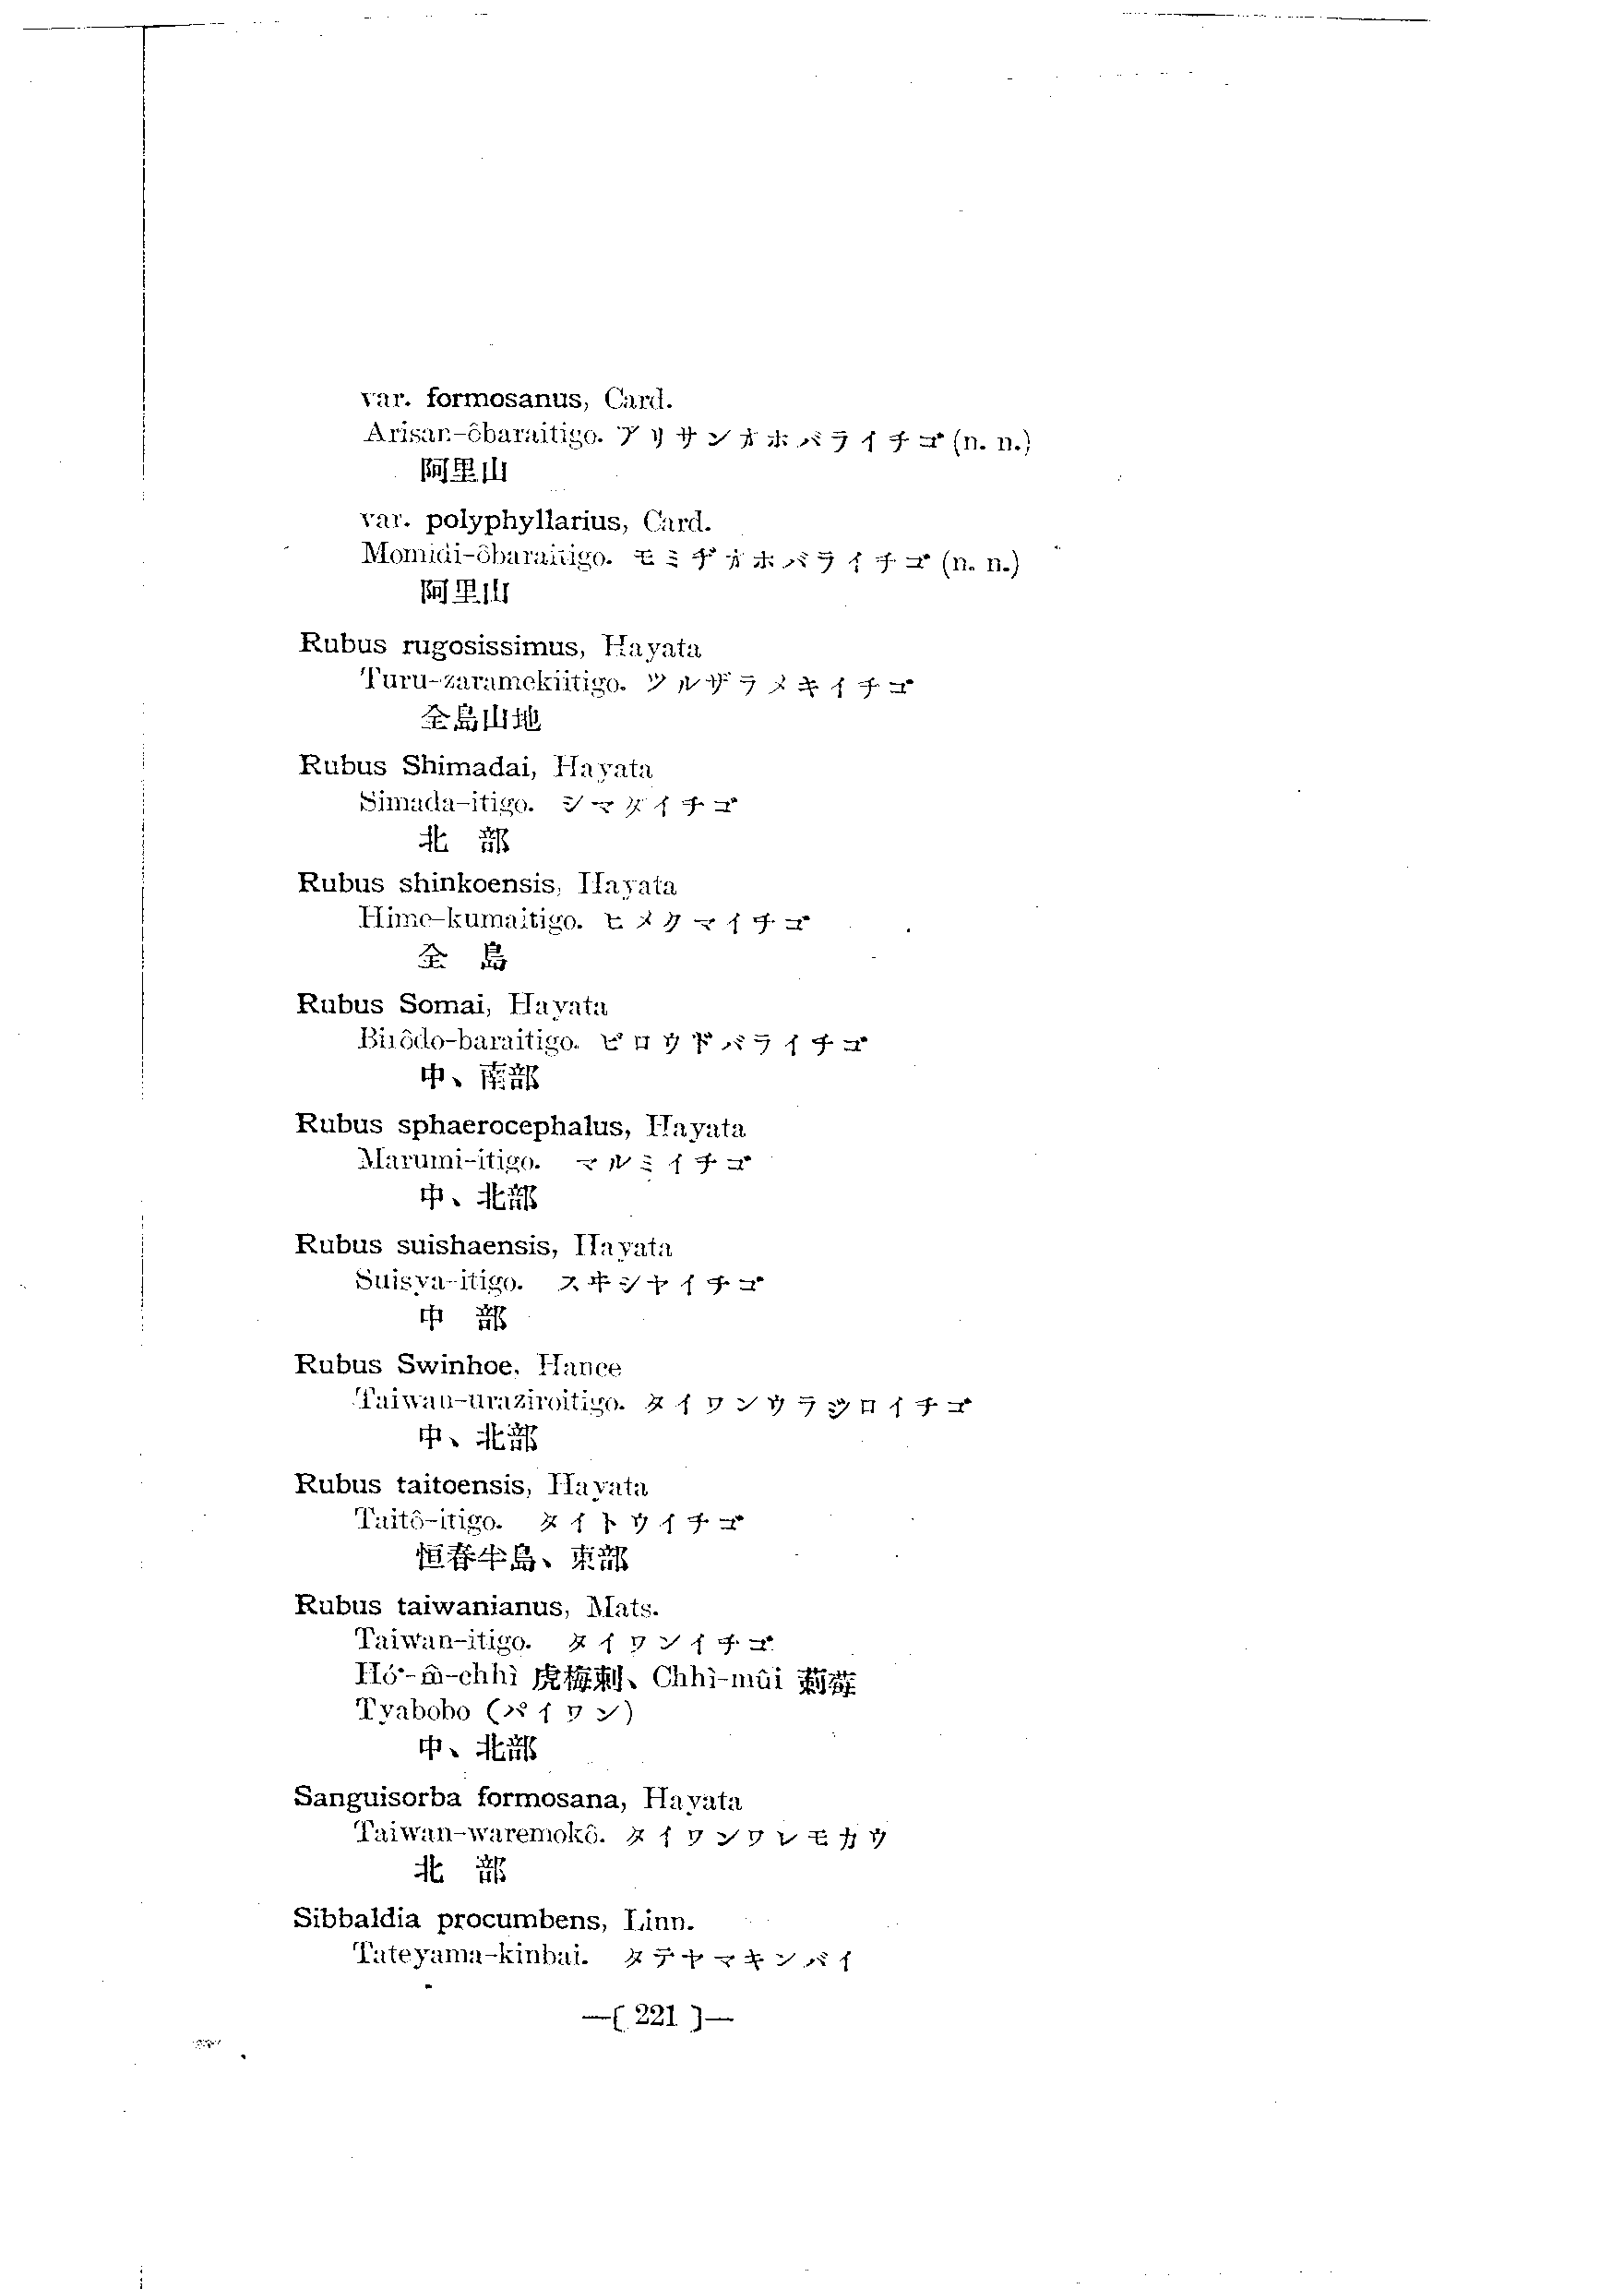 var. formosanus, Card.
Arisan-ôbaraitigo. アリサンオホバライチゴ (n. n.)
阿里山
var. polyphyllarius, Card.
Momidi-ôbaraitigo. モミヂオホバライチゴ (n. n.)
阿里山
Rubus rugosissimus, Hayata
Turu-zaramekiitigo. ツルザラメキイチゴ
全島山地
Rubus Shimadai, Hayata
Simada-itigo. シマダイチゴ
北 部
Rubus shinkoensis, Hayata
Hime-kumaitigo. ヒメクマイチゴ
全 島
Rubus Somai, Hayata
Birôdo-baraitigo. ビロウドバライチゴ
中、南部
Rubus sphaerocephalus, Hayata
Marumi-itigo. マルミイチゴ
中、北部
Rubus suishaensis, Hayata
Suisya-itigo. スヰシヤイチゴ
中 部
Rubus Swinhoe, Hance
Taiwan-uraziroitigo. タイワンウラジロイチゴ
中、北部
Rubus taitoensis, Hayata
Taitô-itigo. タイトウイチゴ
恒春半島、東部
Rubus taiwanianus, Mats.
Taiwan-itigo. タイワンイチゴ
Hó͘-m̂-chhì 虎梅刺、Chhì-mûi 莿莓
Tyabobo (パイワン)
中、北部
Sanguisorba formosana, Hayata
Taiwan-waremokô. タイワンワレモカウ
北 部
Sibbaldia procumbens, Linn.
Tateyama-kinbai. タテヤマキンバイ
—[ 221 ]—